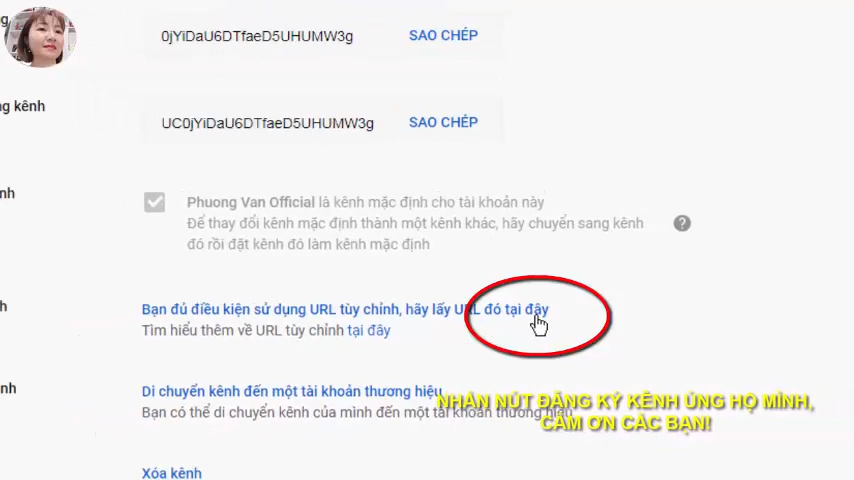 0jYiDaU6DTfaeD5UHUMW3g SAO CHÉP
ng kênh
UC0jYiDaU6DTfaeD5UHUMW3g SAO CHÉP
nh
Phuong Van Official là kênh mặc định cho tài khoản này
Để thay đổi kênh mặc định thành một kênh khác, hãy chuyển sang kênh
đó rồi đặt kênh đó làm kênh mặc định
?
h
Bạn đủ điều kiện sử dụng URL tùy chỉnh, hãy lấy URL đó tại đây
Tìm hiểu thêm về URL tùy chỉnh tại đây
nh
Di chuyển kênh đến một tài khoản thương hiệu
Bạn có thể di chuyển kênh của mình đến một tài khoản thương hiệu
NHẤN NÚT ĐĂNG KÝ KÊNH ỦNG HỘ MÌNH,
CẢM ƠN CÁC BẠN!
Xóa kênh